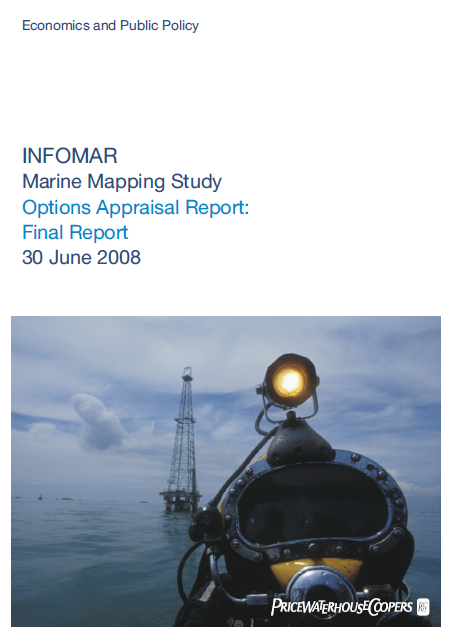 Economics and Public Policy
INFOMAR
Marine Mapping Study
Options Appraisal Report:
Final Report
30 June 2008
PRICEWATERHOUSECOOPERS